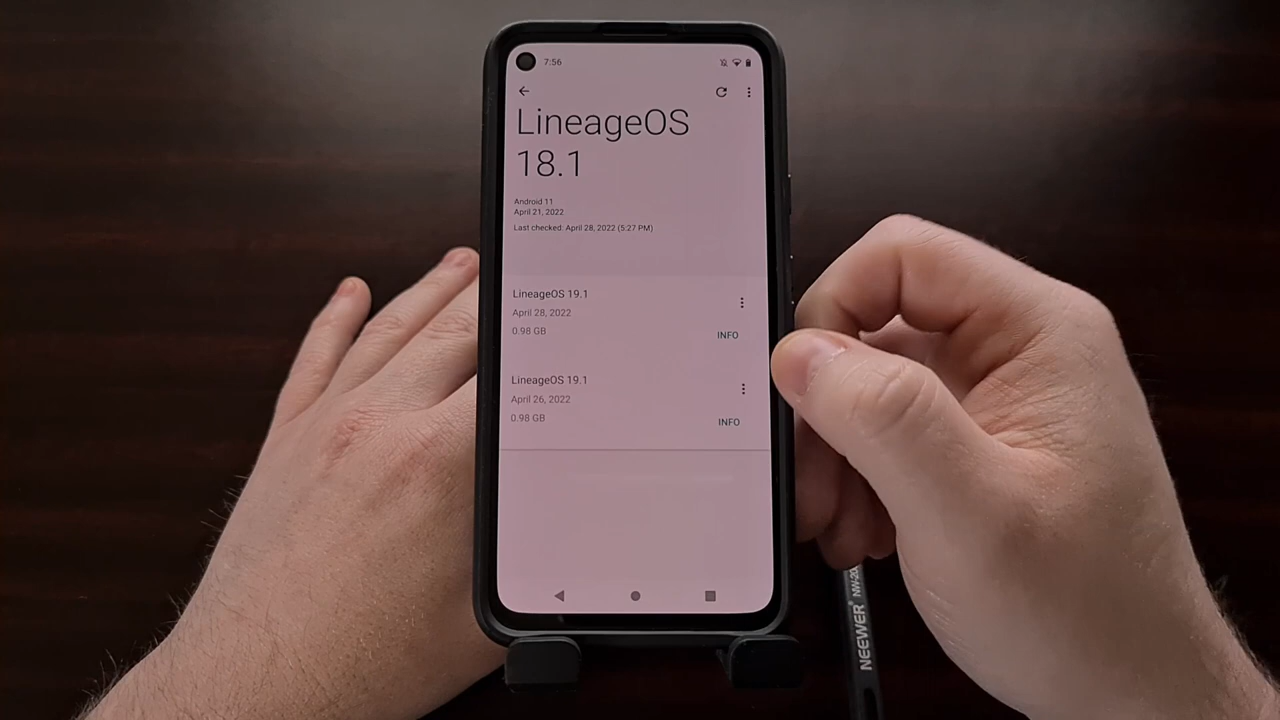 7:56
LineageOS
18.1
Android 11
April 21, 2022
Last checked: April 28, 2022 (5:27 PM)
LineageOS 19.1
April 28, 2022
0.98 GB
INFO
LineageOS 19.1
April 26, 2022
0.98 GB
INFO
NEEWER